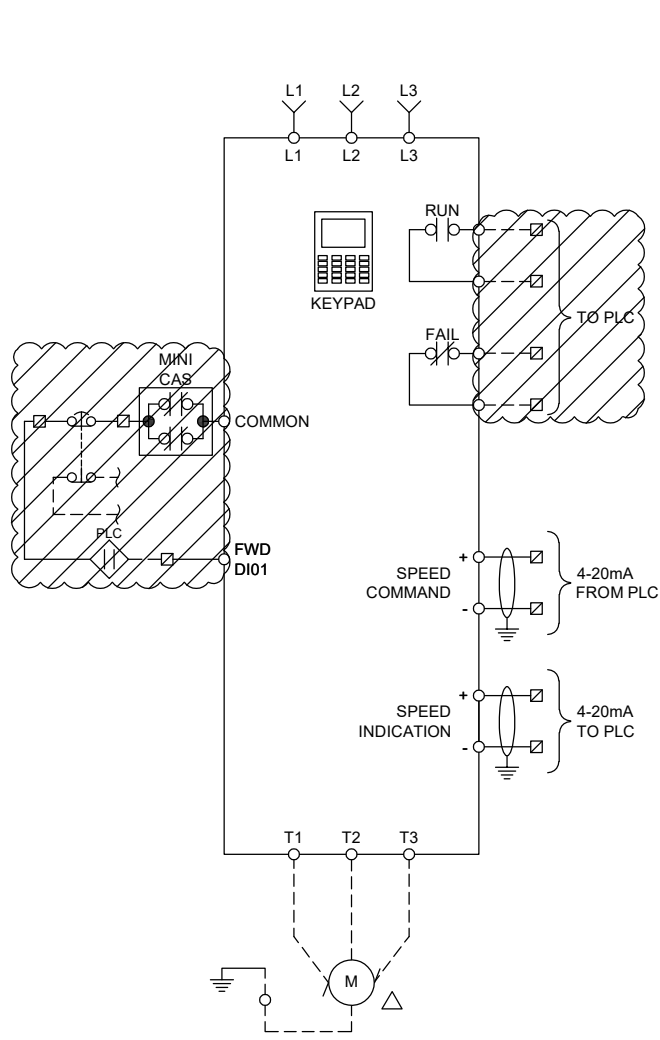 L1 L2 L3
L1 L2 L3
RUN
KEYPAD
TO PLC
FAIL
MINI
CAS
COMMON
PLC
FWD
DI01
+
SPEED
COMMAND
-
4-20mA
FROM PLC
+
SPEED
INDICATION
-
4-20mA
TO PLC
T1 T2 T3
M